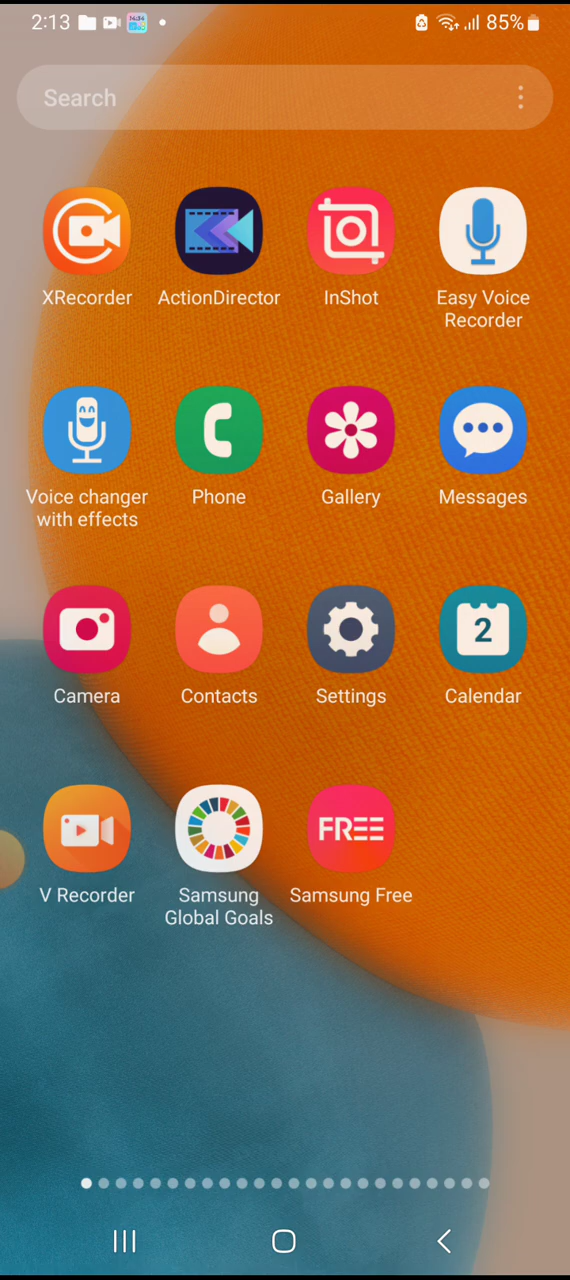 2:13
85%
Search
XRecorder
ActionDirector
InShot
Easy Voice
Recorder
Voice changer
with effects
Phone
Gallery
Messages
Camera
Contacts
Settings
2
Calendar
FREE
V Recorder
Samsung
Global Goals
Samsung Free